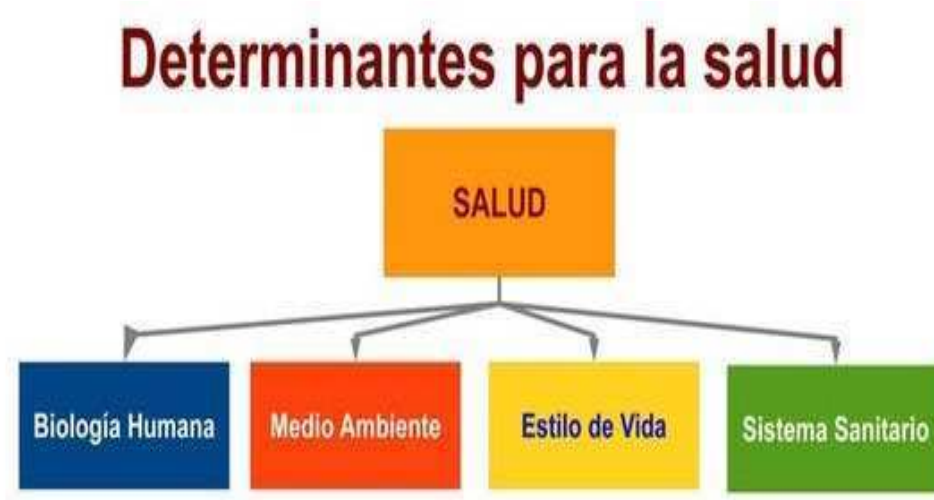 Determinantes para la salud
SALUD
Biología Humana
Medio Ambiente
Estilo de Vida
Sistema Sanitario